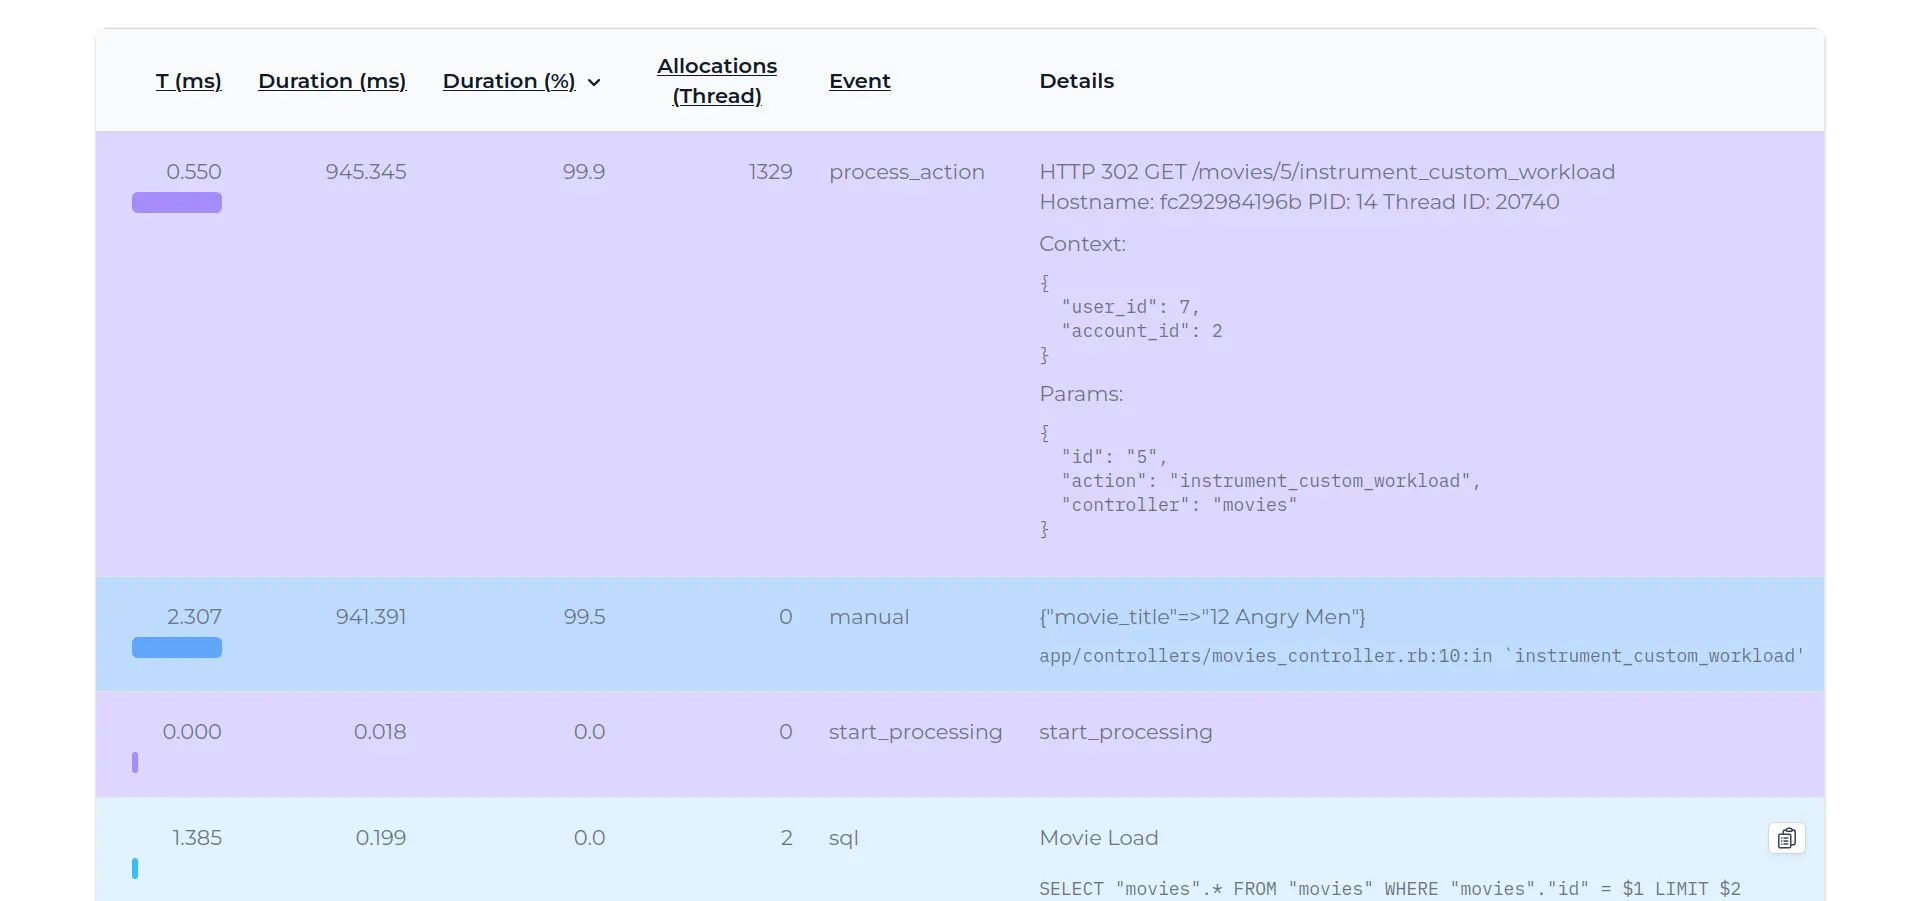 T (ms) Duration (ms) Duration (%) Allocations (Thread) Event Details
0.550 945.345 99.9 1329 process_action HTTP 302 GET /movies/5/instrument_custom_workload
Hostname: fc292984196b PID: 14 Thread ID: 20740
Context:
{
  "user_id": 7,
  "account_id": 2
}
Params:
{
  "id": "5",
  "action": "instrument_custom_workload",
  "controller": "movies"
}
2.307 941.391 99.5 0 manual {"movie_title"=>"12 Angry Men"}
app/controllers/movies_controller.rb:10:in `instrument_custom_workload'
0.000 0.018 0.0 0 start_processing start_processing
1.385 0.199 0.0 2 sql Movie Load
SELECT "movies".* FROM "movies" WHERE "movies"."id" = $1 LIMIT $2